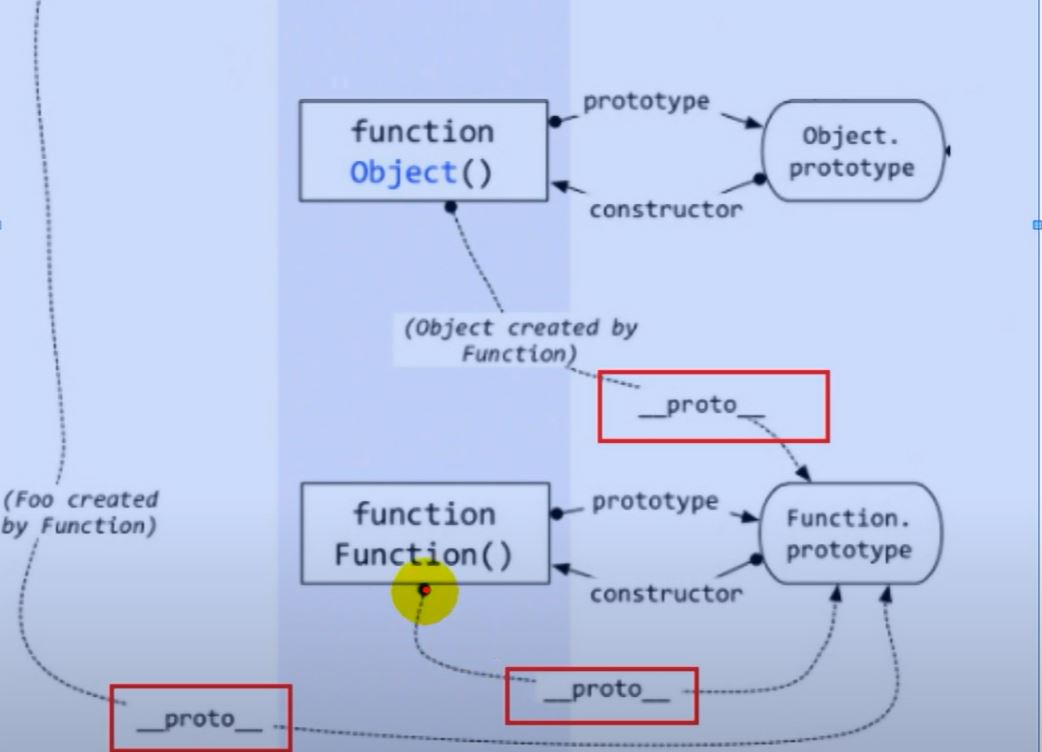 prototype
function
Object()
Object.
prototype
constructor
(Object created by
Function)
__proto__
(Foo created
by Function)
function
Function()
prototype
Function.
prototype
constructor
__proto__
__proto__